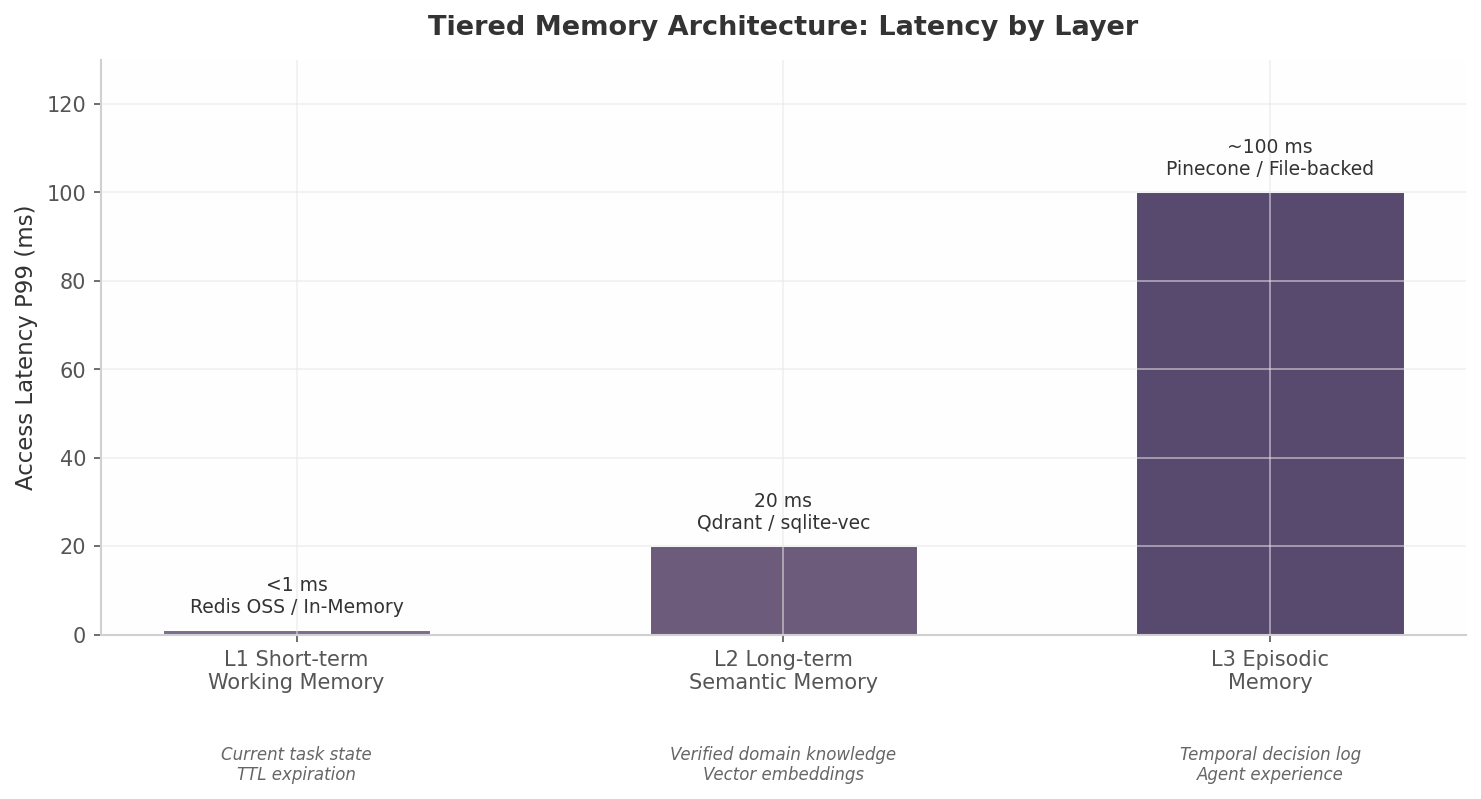 Tiered Memory Architecture: Latency by Layer
Access Latency P99 (ms)
120
100
80
60
40
20
0
<1 ms
Redis OSS / In-Memory
20 ms
Qdrant / sqlite-vec
~100 ms
Pinecone / File-backed
L1 Short-term
Working Memory
L2 Long-term
Semantic Memory
L3 Episodic
Memory
Current task state
TTL expiration
Verified domain knowledge
Vector embeddings
Temporal decision log
Agent experience